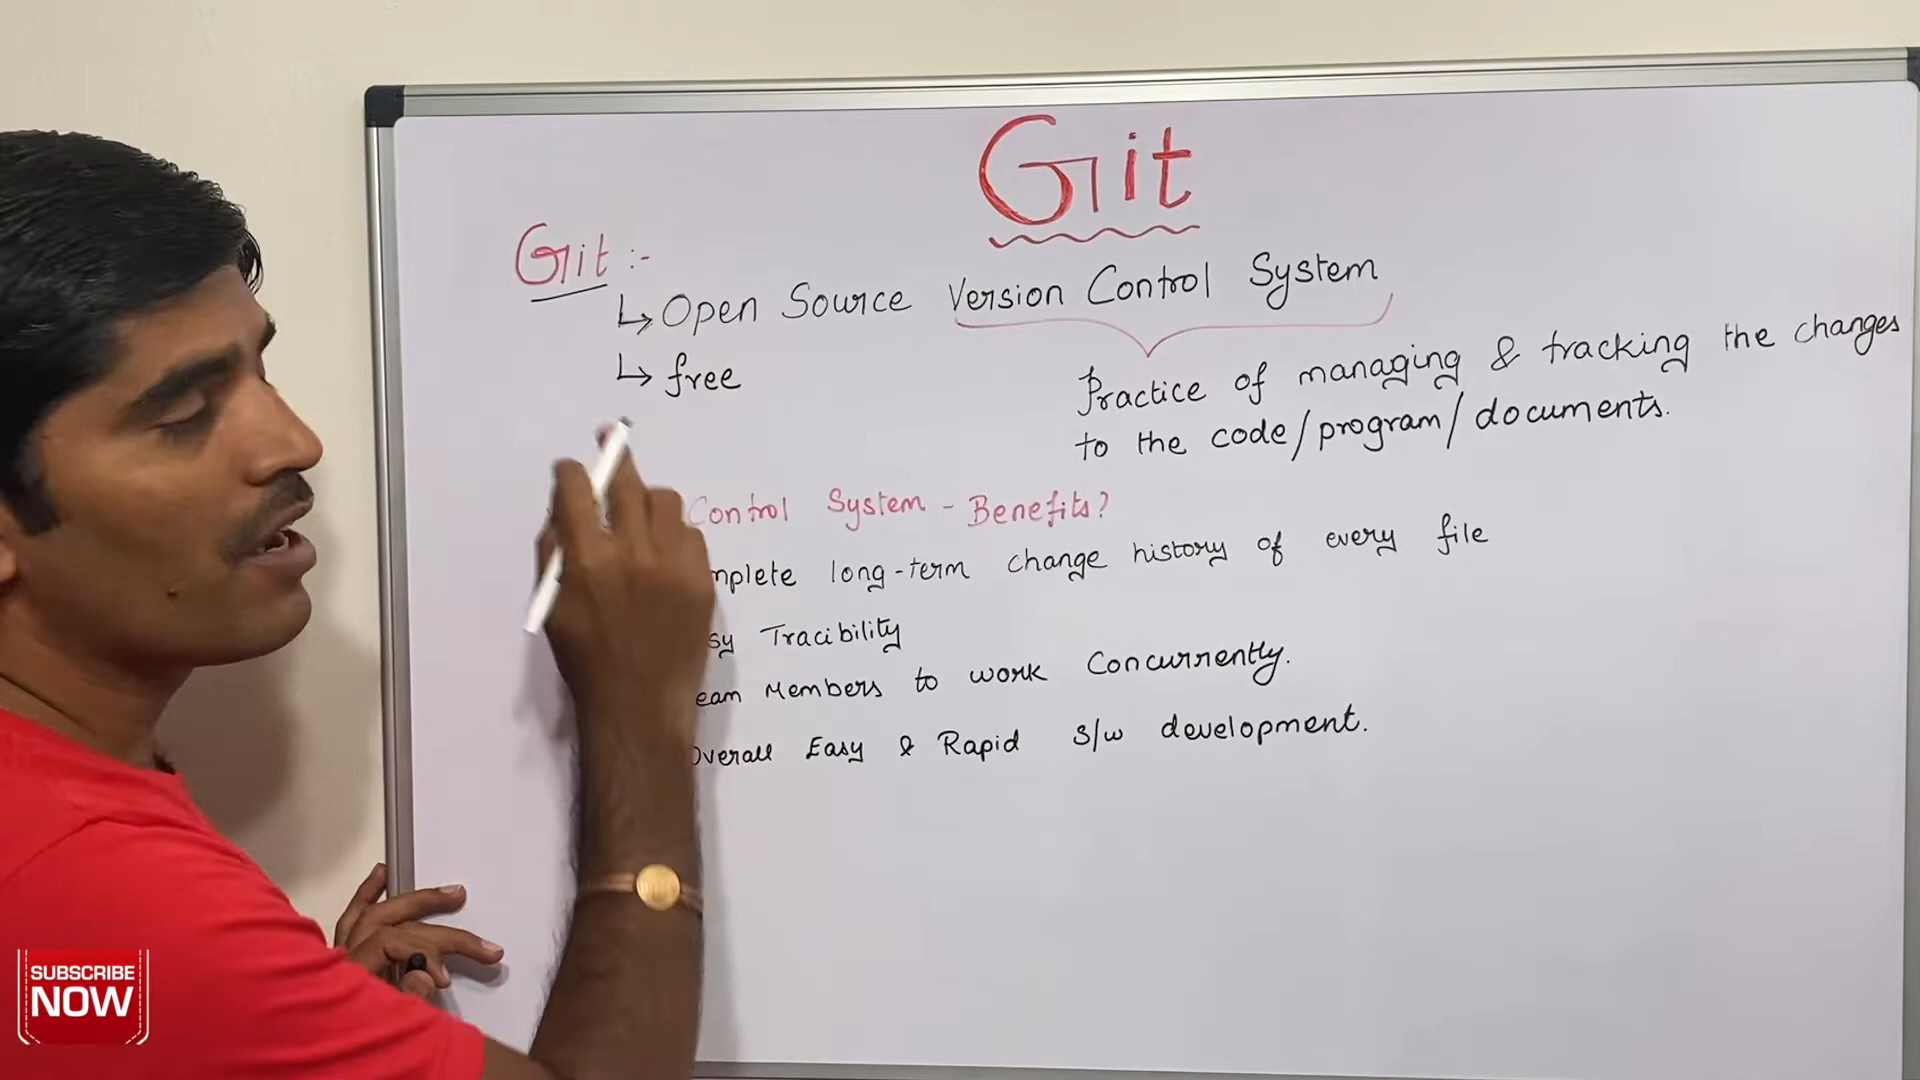 Git
Git :-
↳ Open Source Version Control System
↳ free
Practice of managing & tracking the changes
to the code/program/documents.
Control System - Benefits?
mplete long-term change history of every file
sy Tracibility
eam Members to work Concurrently.
Overall Easy & Rapid s/w development.
SUBSCRIBE
NOW